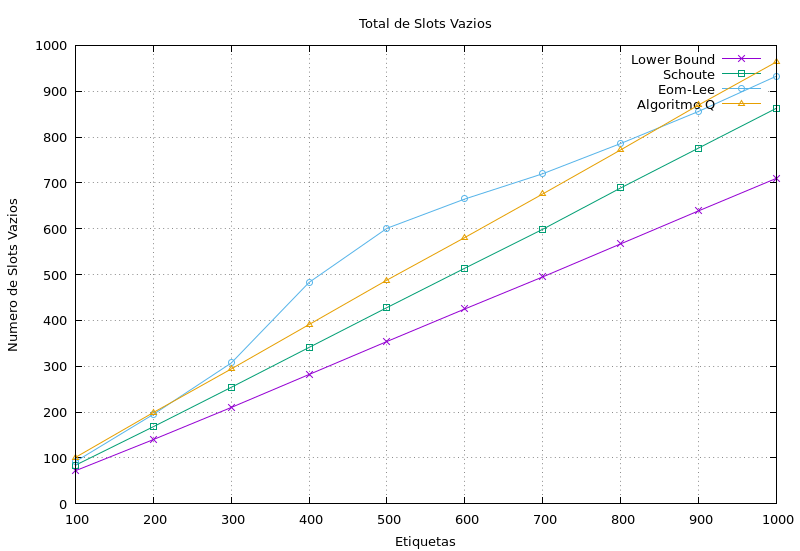 Total de Slots Vazios
1000
900
800
700
600
500
400
300
200
100
0
Numero de Slots Vazios
Lower Bound
Schoute
Eom-Lee
Algoritmo Q
100 200 300 400 500 600 700 800 900 1000
Etiquetas